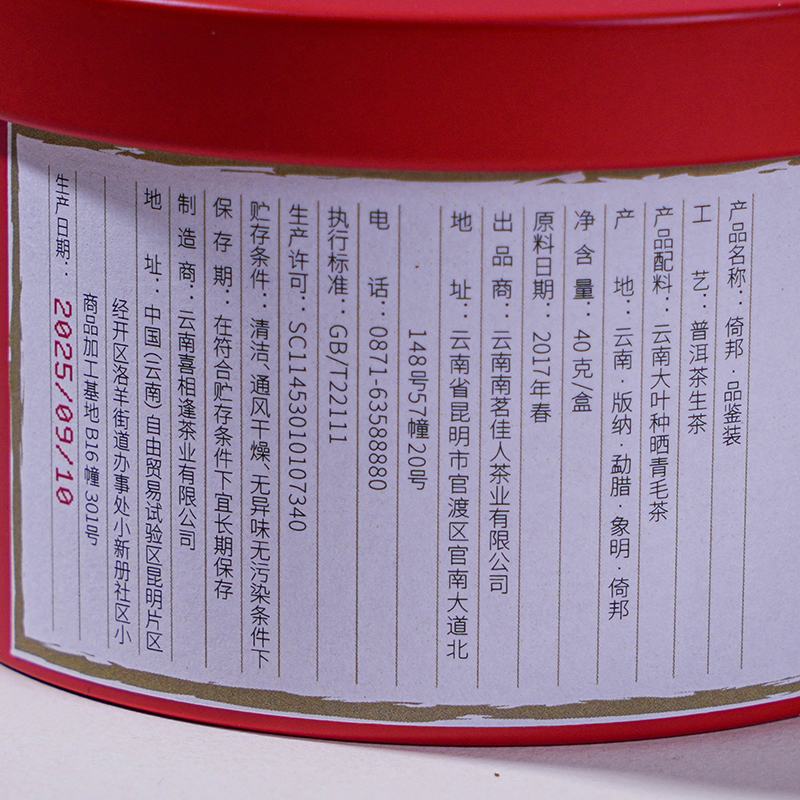 产品名称：倚邦·品鉴装
工艺：普洱茶生茶
产品配料：云南大叶种晒青毛茶
产地：云南·版纳·勐腊·象明·倚邦
净含量：40克/盒
原料日期：2017年春
出品商：云南南茗佳人茶业有限公司
地址：云南省昆明市官渡区官南大道北
148号57幢20号
电话：0871-63588880
执行标准：GB/T22111
生产许可：SC11453010107340
贮存条件：清洁、通风干燥、无异味无污染条件下
保存期：在符合贮存条件下宜长期保存
制造商：云南喜相逢茶业有限公司
地址：中国（云南）自由贸易试验区昆明片区
经开区洛羊街道办事处小新册社区小
商品加工基地B16幢301号
生产日期：2025/09/10